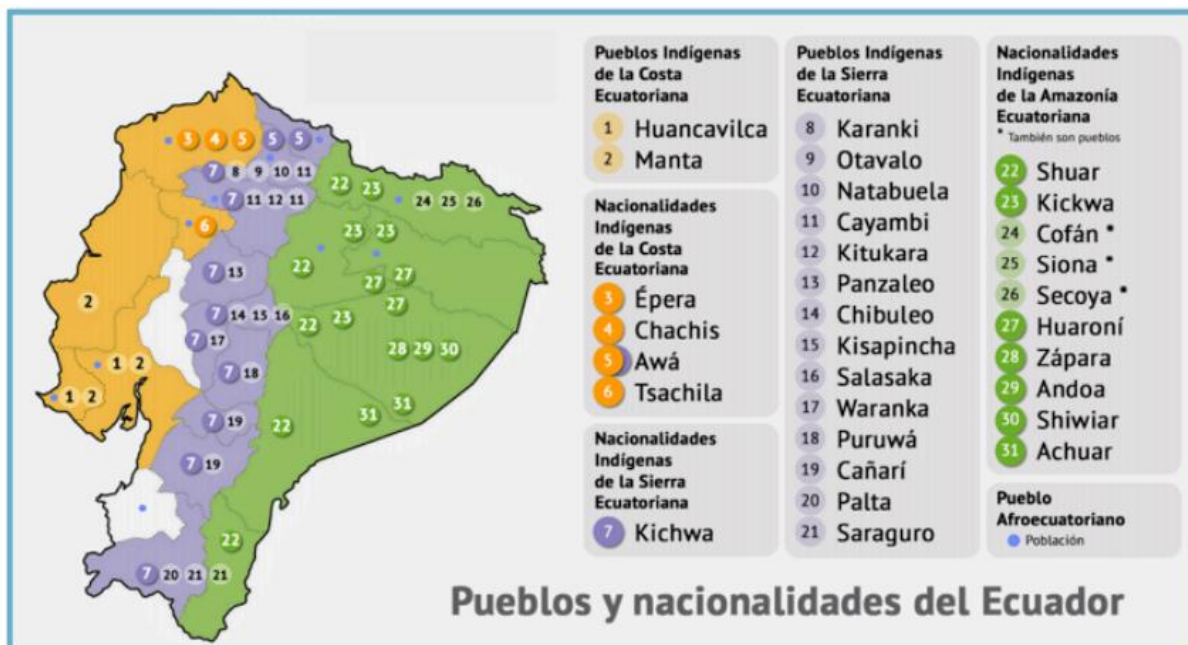 3 4 5 5 5
7 8 9 10 11
22 23
7 11 12 11
24 25 26
6
23 23
7 13
22
27 27
2
7 14 15 16
22 23 27
7 17
28 29 30
1 2
7 18
1 2
7 19
22
31 31
7 19
22
7 20 21 21
Pueblos Indígenas
de la Costa
Ecuatoriana
1 Huancavilca
2 Manta
Nacionalidades
Indígenas
de la Costa
Ecuatoriana
3 Épera
4 Chachis
5 Awá
6 Tsachila
Nacionalidades
Indígenas
de la Sierra
Ecuatoriana
7 Kichwa
Pueblos Indígenas
de la Sierra
Ecuatoriana
8 Karanki
9 Otavalo
10 Natabuela
11 Cayambi
12 Kitukara
13 Panzaleo
14 Chibuleo
15 Kisapincha
16 Salasaka
17 Waranka
18 Puruwá
19 Cañarí
20 Palta
21 Saraguro
Nacionalidades
Indígenas
de la Amazonía
Ecuatoriana
* También son pueblos
22 Shuar
23 Kickwa
24 Cofán *
25 Siona *
26 Secoya *
27 Huaroní
28 Zápara
29 Andoa
30 Shiwiar
31 Achuar
Pueblo
Afroecuatoriano
Población
Pueblos y nacionalidades del Ecuador